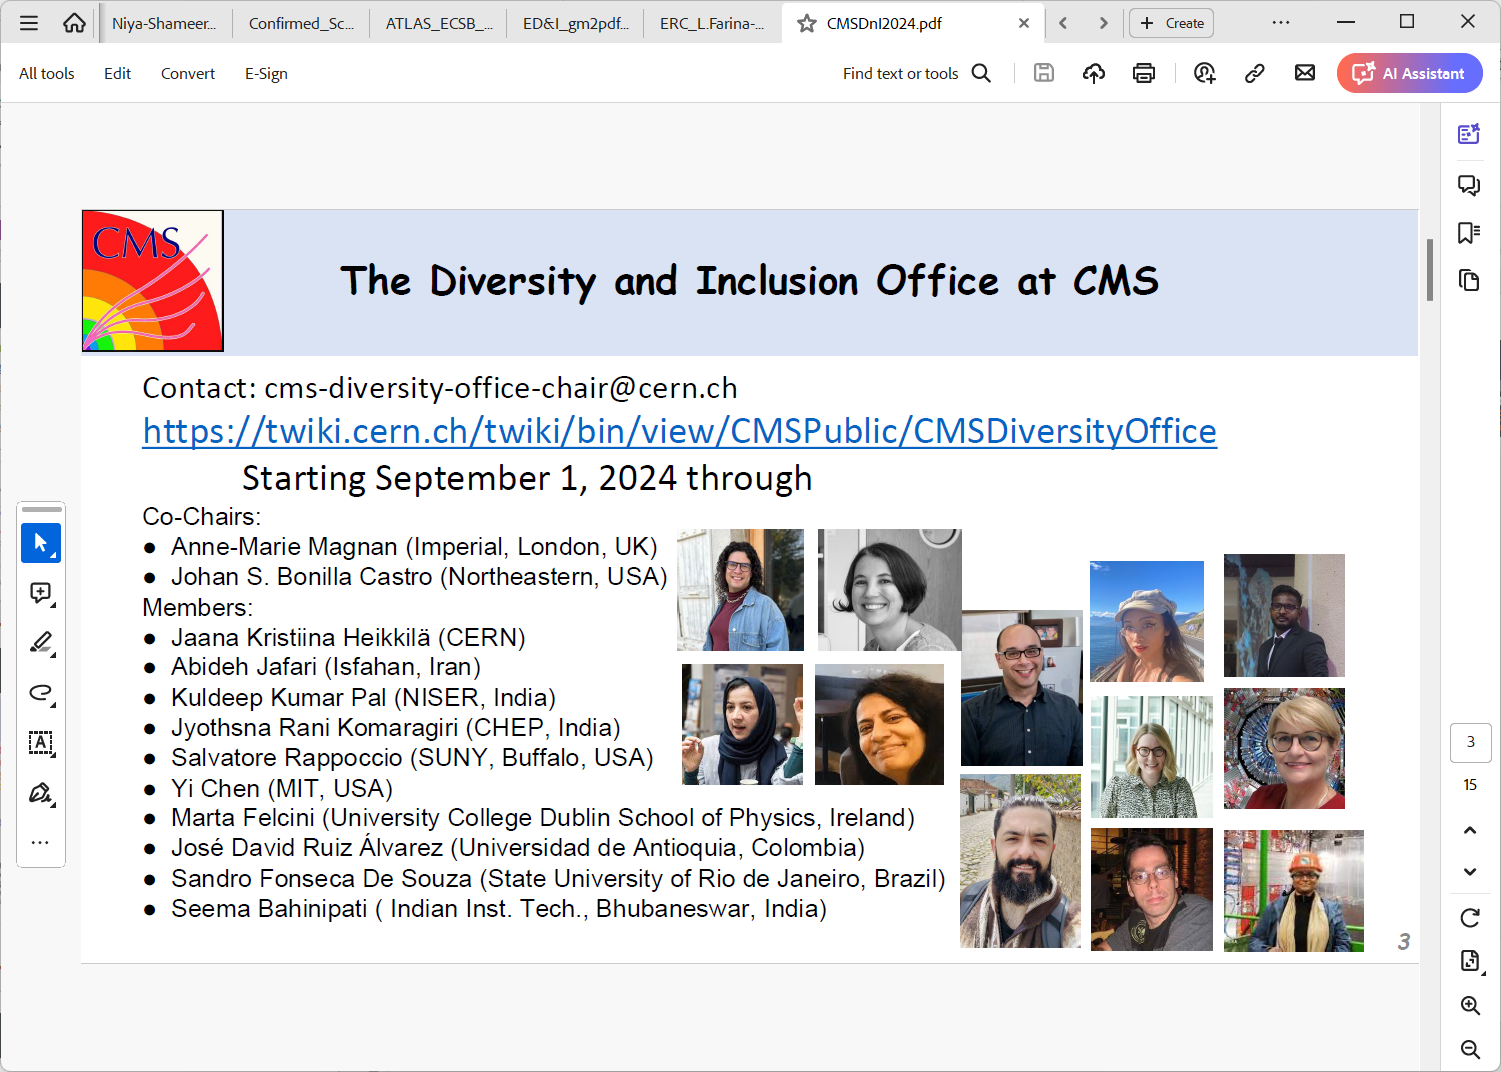 Niya-Shameer...
Confirmed_Sc...
ATLAS_ECSB_...
ED&I_gm2pdf...
ERC_L.Farina-...
CMSDnI2024.pdf
Create
All tools
Edit
Convert
E-Sign
Find text or tools
AI Assistant
CMS
The Diversity and Inclusion Office at CMS
Contact: cms-diversity-office-chair@cern.ch
https://twiki.cern.ch/twiki/bin/view/CMSPublic/CMSDiversityOffice
Starting September 1, 2024 through
Co-Chairs:
● Anne-Marie Magnan (Imperial, London, UK)
● Johan S. Bonilla Castro (Northeastern, USA)
Members:
● Jaana Kristiina Heikkilä (CERN)
● Abideh Jafari (Isfahan, Iran)
● Kuldeep Kumar Pal (NISER, India)
● Jyothsna Rani Komaragiri (CHEP, India)
● Salvatore Rappoccio (SUNY, Buffalo, USA)
● Yi Chen (MIT, USA)
● Marta Felcini (University College Dublin School of Physics, Ireland)
● José David Ruiz Álvarez (Universidad de Antioquia, Colombia)
● Sandro Fonseca De Souza (State University of Rio de Janeiro, Brazil)
● Seema Bahinipati ( Indian Inst. Tech., Bhubaneswar, India)
3
3
15